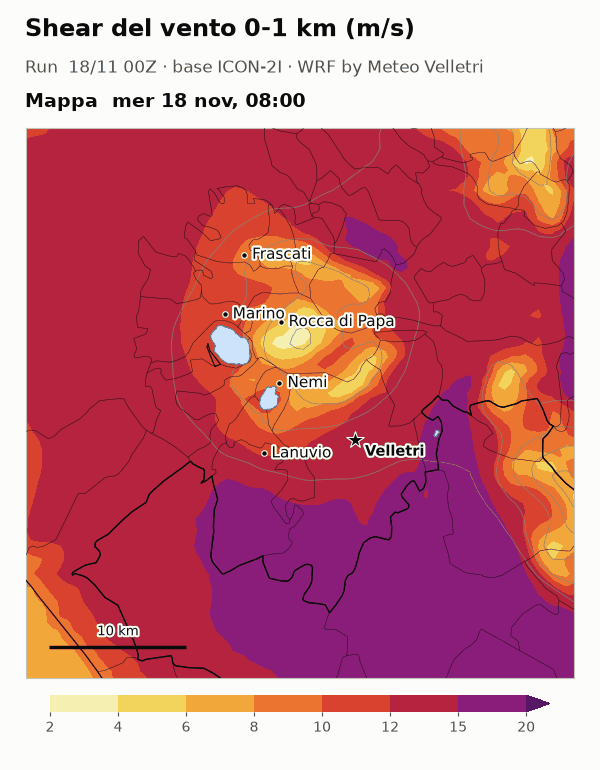 Shear del vento 0-1 km (m/s)
Run  18/11 00Z · base ICON-2I · WRF by Meteo Velletri
Mappa  mer 18 nov, 08:00
Frascati
Marino
Rocca di Papa
Nemi
Velletri
Lanuvio
10 km
2 4 6 8 10 12 15 20